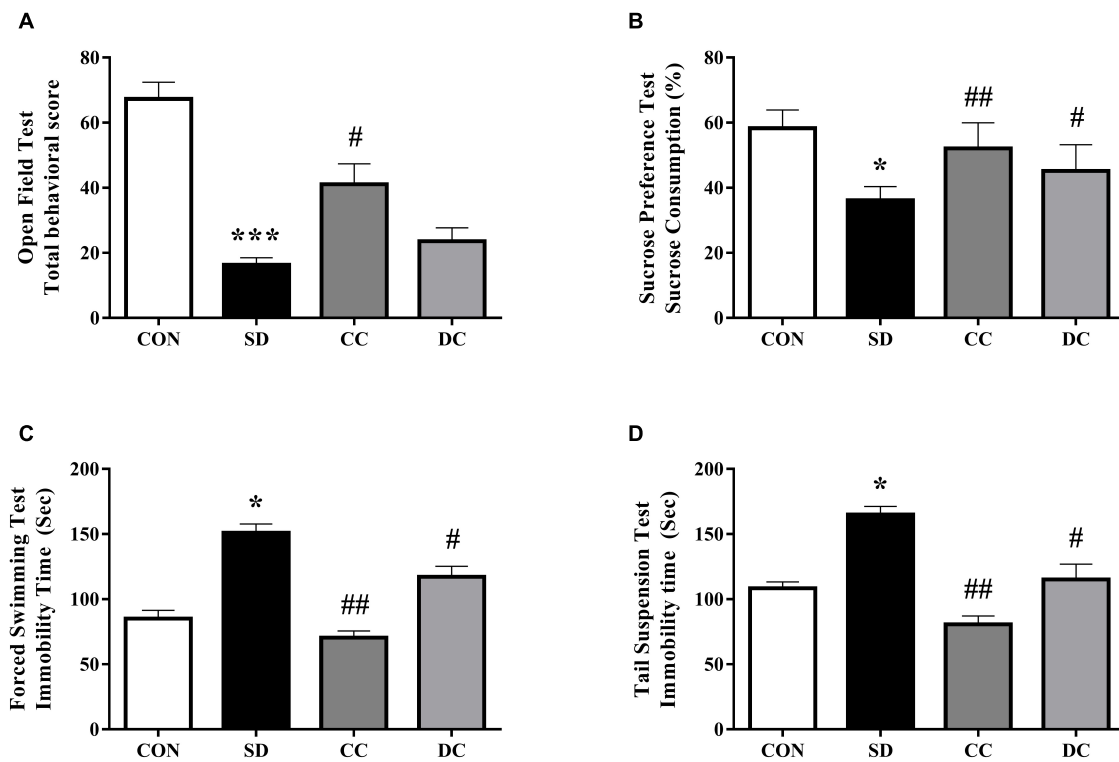 A
Open Field Test
Total behavioral score
80
60
40
20
0
***
#
CON SD CC DC
B
Sucrose Preference Test
Sucrose Consumption (%)
80
60
40
20
0
*
##
#
CON SD CC DC
C
Forced Swimming Test
Immobility Time (Sec)
200
150
100
50
0
*
##
#
CON SD CC DC
D
Tail Suspension Test
Immobility time (Sec)
200
150
100
50
0
*
##
#
CON SD CC DC